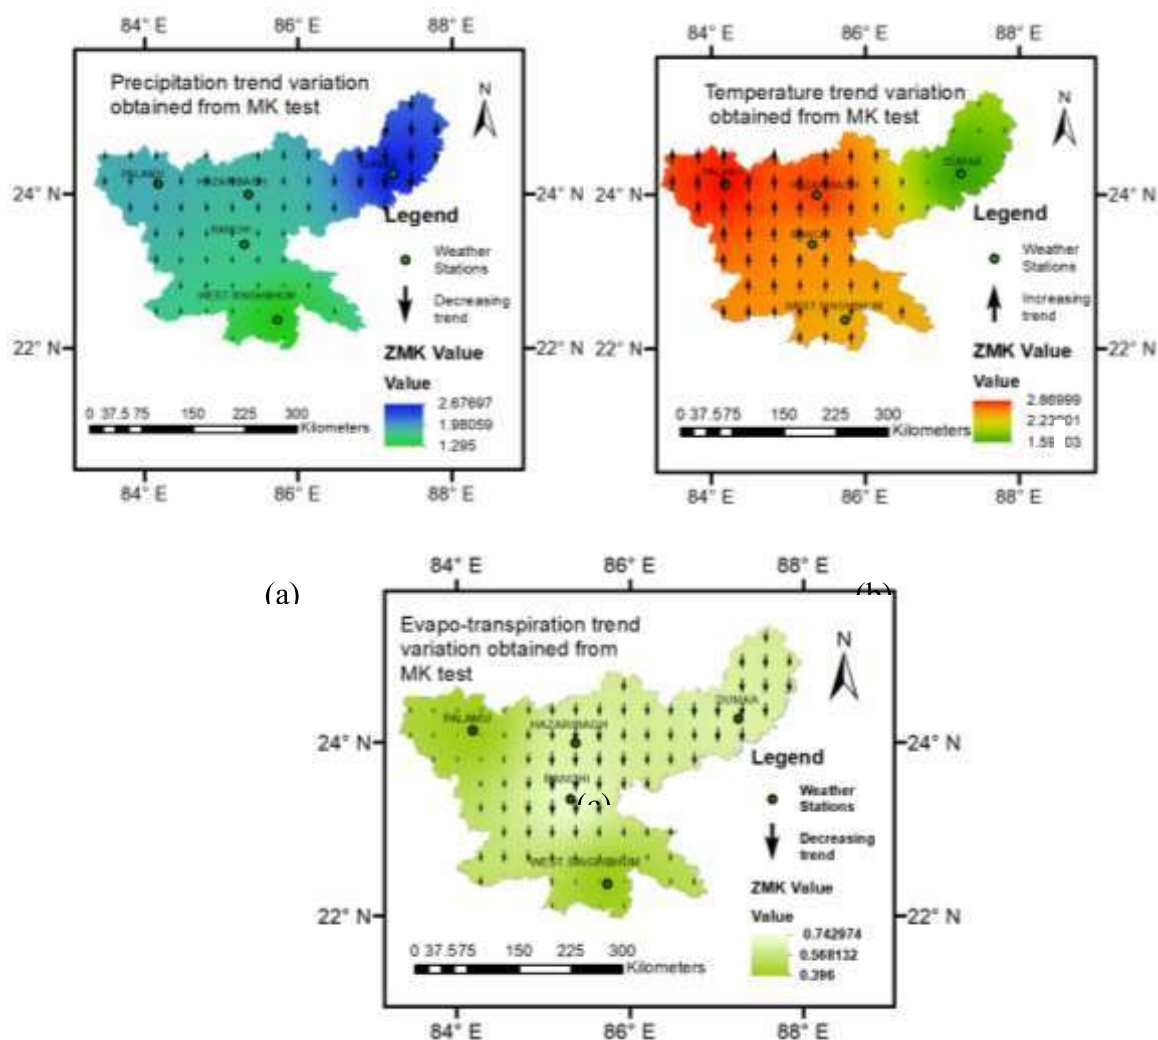 84° E 86° E 88° E
Precipitation trend variation
obtained from MK test
N
PALAMU
HAZARIBAGH
RANCHI
WEST SINGHBHUM
24° N
24° N
22° N
22° N
Legend
Weather
Stations
Decreasing
trend
ZMK Value
Value
2.67697
1.98059
1.295
0 37.5 75 150 225 300
Kilometers
84° E 86° E 88° E
(a)
84° E 86° E 88° E
Temperature trend variation
obtained from MK test
N
DUMKA
HAZARIBAGH
RANCHI
WEST SINGHBHUM
24° N
24° N
22° N
22° N
Legend
Weather
Stations
Increasing
trend
ZMK Value
Value
2.86999
0 37.575 150 225 300
Kilometers
84° E 86° E 88° E
(b)
84° E 86° E 88° E
Evapo-transpiration trend
variation obtained from
MK test
N
PALAMU
HAZARIBAGH
DUMKA
RANCHI
WEST SINGHBHUM
24° N
24° N
22° N
22° N
(c)
Legend
Weather
Stations
Decreasing
trend
ZMK Value
Value
0.742974
0.568132
0.396
0 37.575 150 225 300
Kilometers
84° E 86° E 88° E